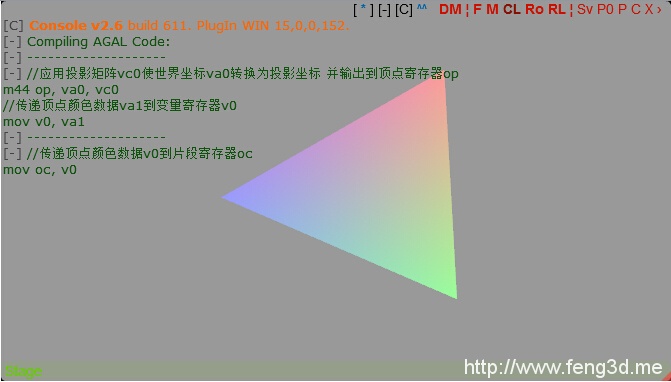 [ * ] [-] [C] ^^ DM ¦ F M CL Ro RL ¦ Sv P0 P C X ›
[C] Console v2.6 build 611. PlugIn WIN 15,0,0,152.
[-] Compiling AGAL Code:
[-] --------------------
[-] //应用投影矩阵vc0使世界坐标va0转换为投影坐标 并输出到顶点寄存器op
m44 op, va0, vc0
//传递顶点颜色数据va1到变量寄存器v0
mov v0, va1
[-] --------------------
[-] //传递顶点颜色数据v0到片段寄存器oc
mov oc, v0
Stage
http://www.feng3d.me